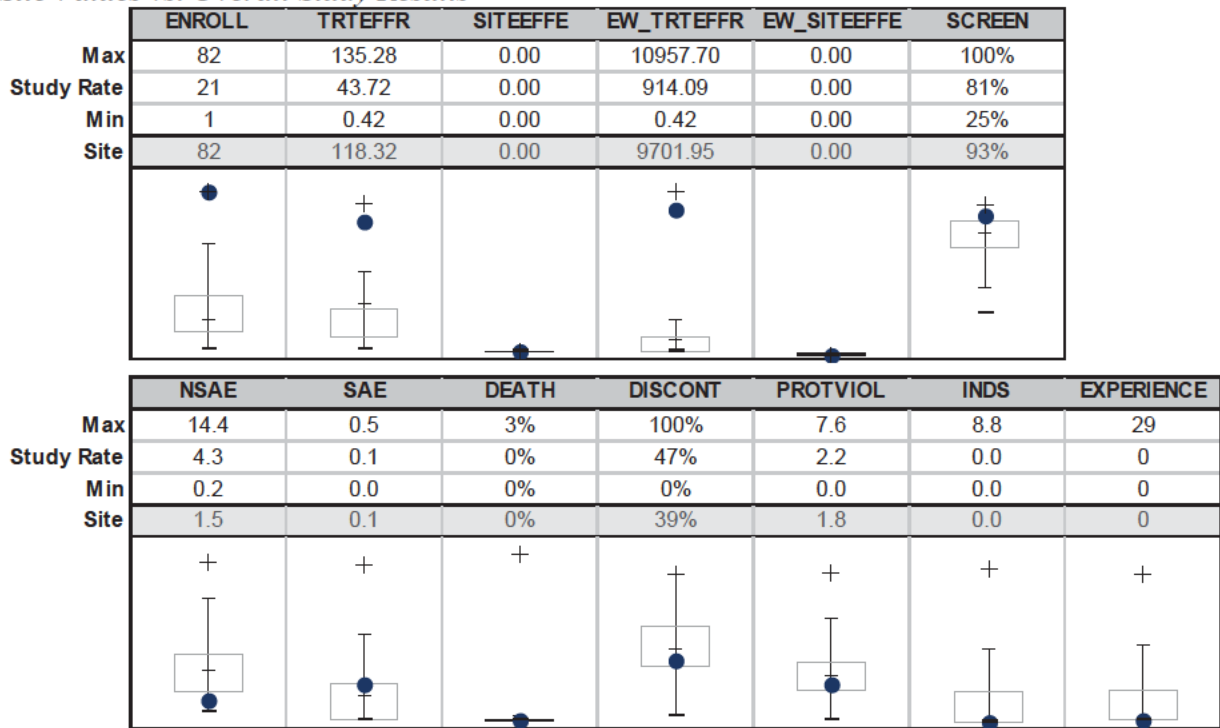 ENROLL TRTEFFR SITEEFFE EW_TRTEFFR EW_SITEEFFE SCREEN
Max 82 135.28 0.00 10957.70 0.00 100%
Study Rate 21 43.72 0.00 914.09 0.00 81%
Min 1 0.42 0.00 0.42 0.00 25%
Site 82 118.32 0.00 9701.95 0.00 93%
NSAE SAE DEATH DISCONT PROTVIOL INDS EXPERIENCE
Max 14.4 0.5 3% 100% 7.6 8.8 29
Study Rate 4.3 0.1 0% 47% 2.2 0.0 0
Min 0.2 0.0 0% 0% 0.0 0.0 0
Site 1.5 0.1 0% 39% 1.8 0.0 0